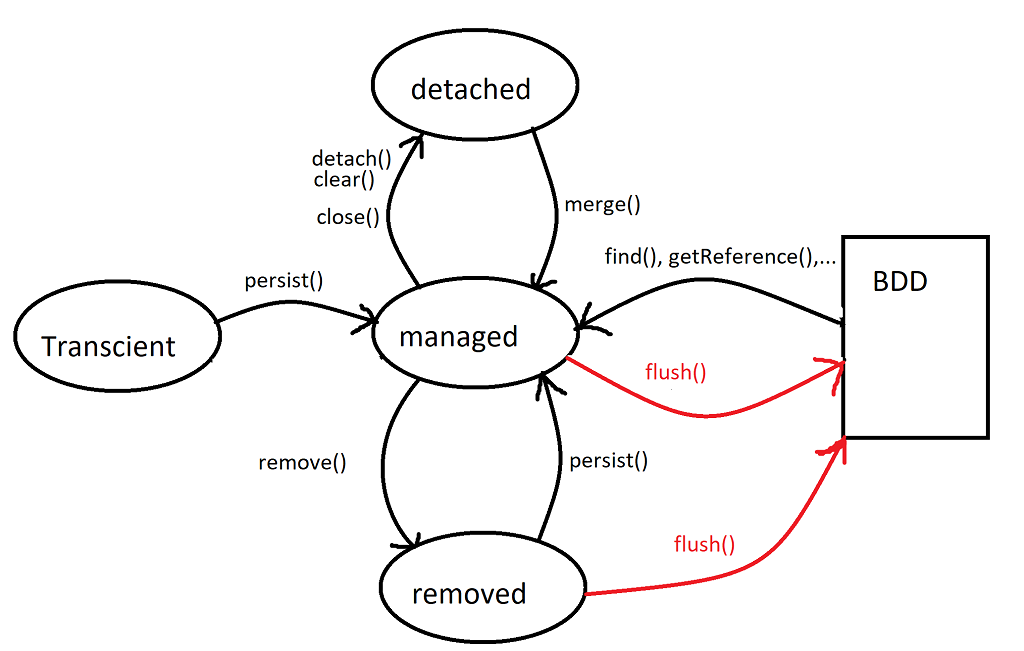 detached
detach()
clear()
close()
merge()
find(), getReference(),...
BDD
persist()
Transcient
managed
flush()
remove()
persist()
flush()
removed